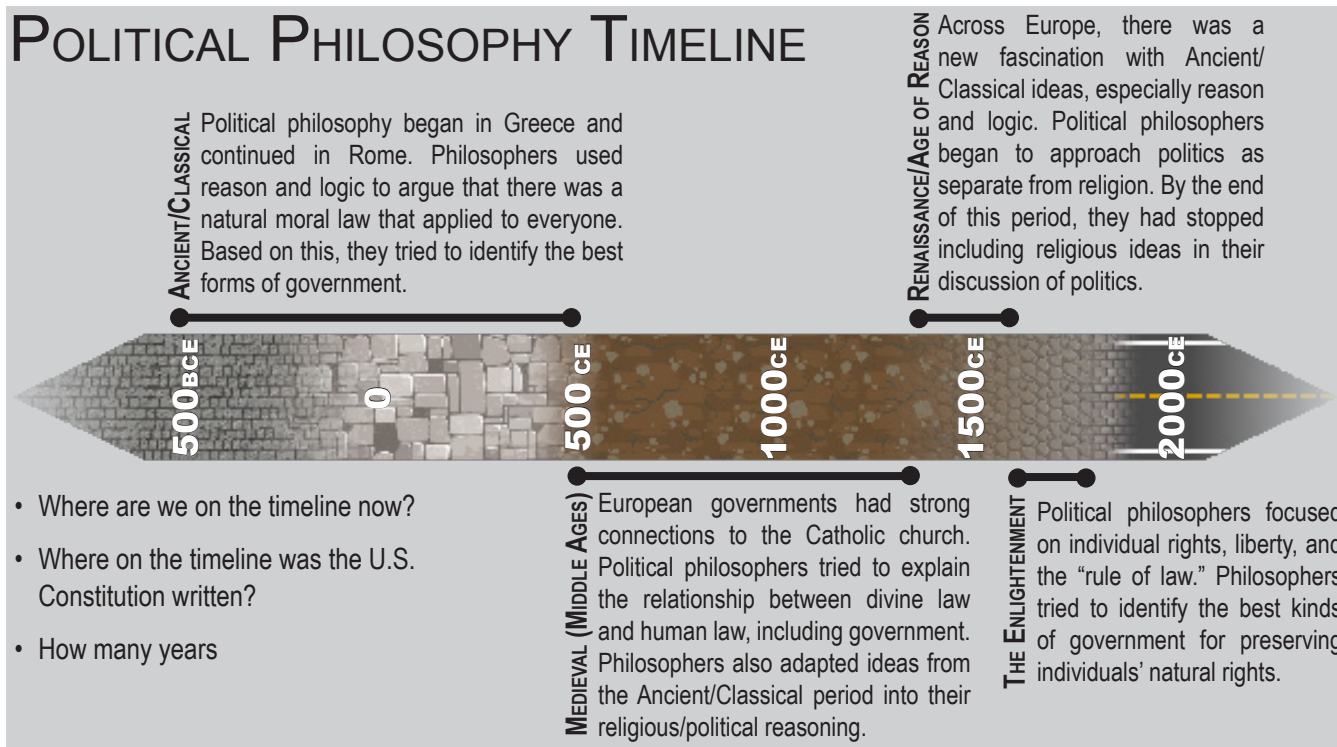 POLITICAL PHILOSOPHY TIMELINE
ANCIENT/CLASSICAL
Political philosophy began in Greece and
continued in Rome. Philosophers used
reason and logic to argue that there was a
natural moral law that applied to everyone.
Based on this, they tried to identify the best
forms of government.
RENAISSANCE/AGE OF REASON
Across Europe, there was a
new fascination with Ancient/
Classical ideas, especially reason
and logic. Political philosophers
began to approach politics as
separate from religion. By the end
of this period, they had stopped
including religious ideas in their
discussion of politics.
500BCE
0
500 CE
1000CE
1500CE
2000CE
• Where are we on the timeline now?
• Where on the timeline was the U.S.
Constitution written?
• How many years
MEDIEVAL (MIDDLE AGES)
European governments had strong
connections to the Catholic church.
Political philosophers tried to explain
the relationship between divine law
and human law, including government.
Philosophers also adapted ideas from
the Ancient/Classical period into their
religious/political reasoning.
THE ENLIGHTENMENT
Political philosophers focused
on individual rights, liberty, and
the “rule of law.” Philosophers
tried to identify the best kinds
of government for preserving
individuals’ natural rights.